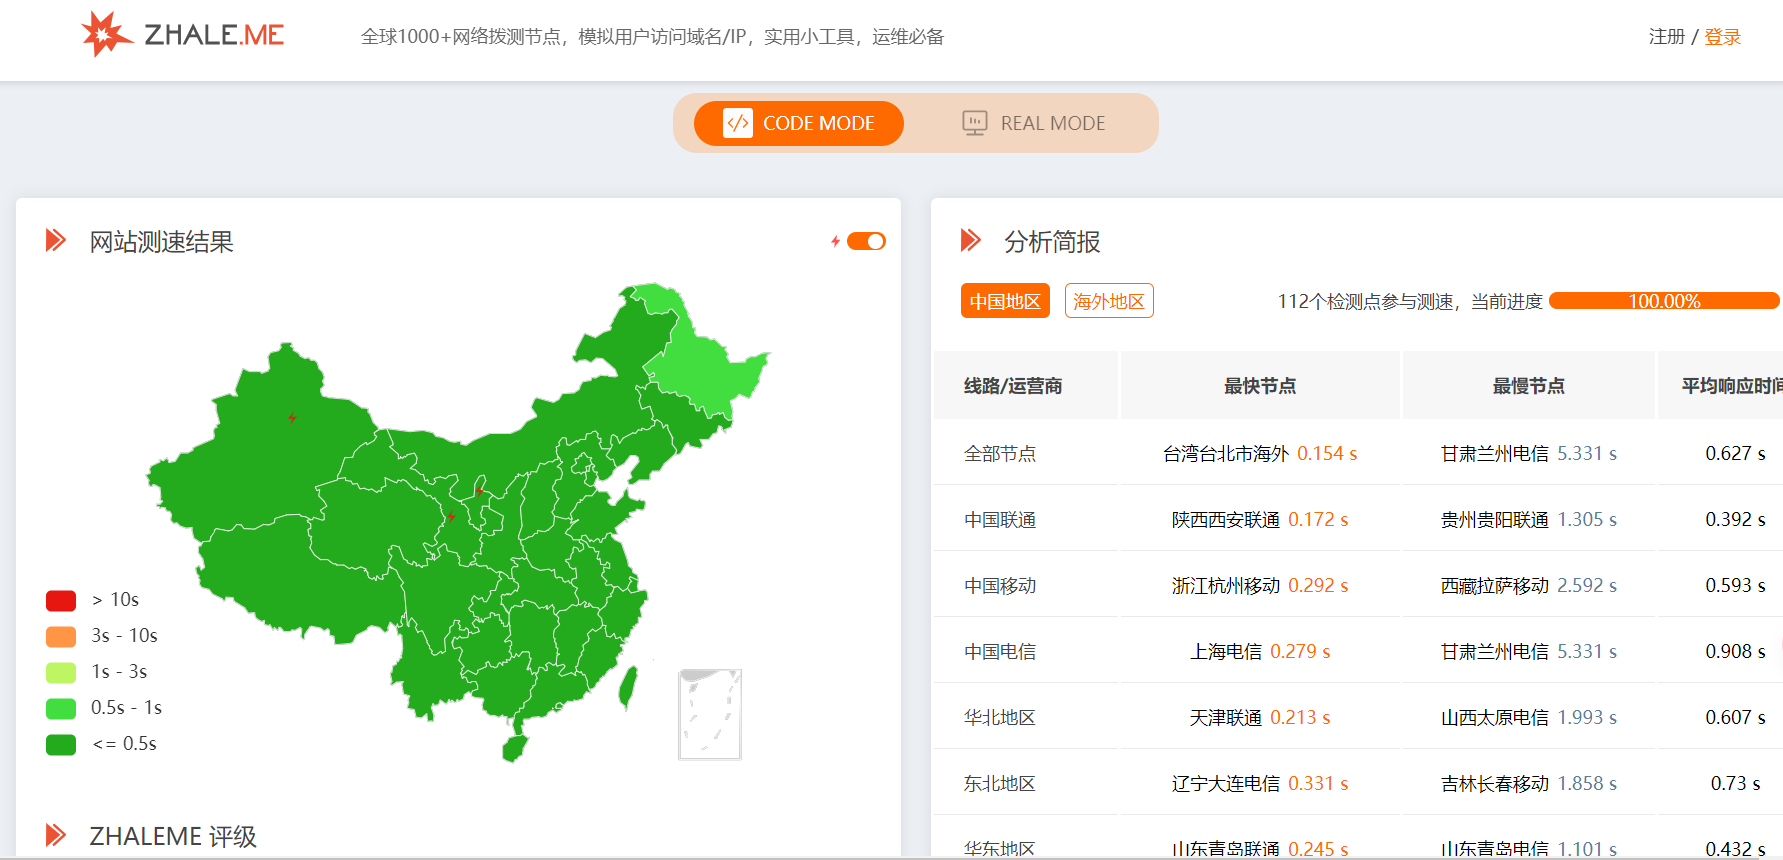 ZHALE.ME
全球1000+网络拨测节点，模拟用户访问域名/IP，实用小工具，运维必备
注册 / 登录
CODE MODE
REAL MODE
网站测速结果
> 10s
3s - 10s
1s - 3s
0.5s - 1s
<= 0.5s
ZHALEME 评级
分析简报
中国地区 海外地区 112个检测点参与测速，当前进度 100.00%
线路/运营商 最快节点 最慢节点 平均响应时间
全部节点 台湾台北市海外 0.154 s 甘肃兰州电信 5.331 s 0.627 s
中国联通 陕西西安联通 0.172 s 贵州贵阳联通 1.305 s 0.392 s
中国移动 浙江杭州移动 0.292 s 西藏拉萨移动 2.592 s 0.593 s
中国电信 上海电信 0.279 s 甘肃兰州电信 5.331 s 0.908 s
华北地区 天津联通 0.213 s 山西太原电信 1.993 s 0.607 s
东北地区 辽宁大连电信 0.331 s 吉林长春移动 1.858 s 0.73 s
华东地区 山东青岛联通 0.245 s 山东青岛电信 1.101 s 0.432 s